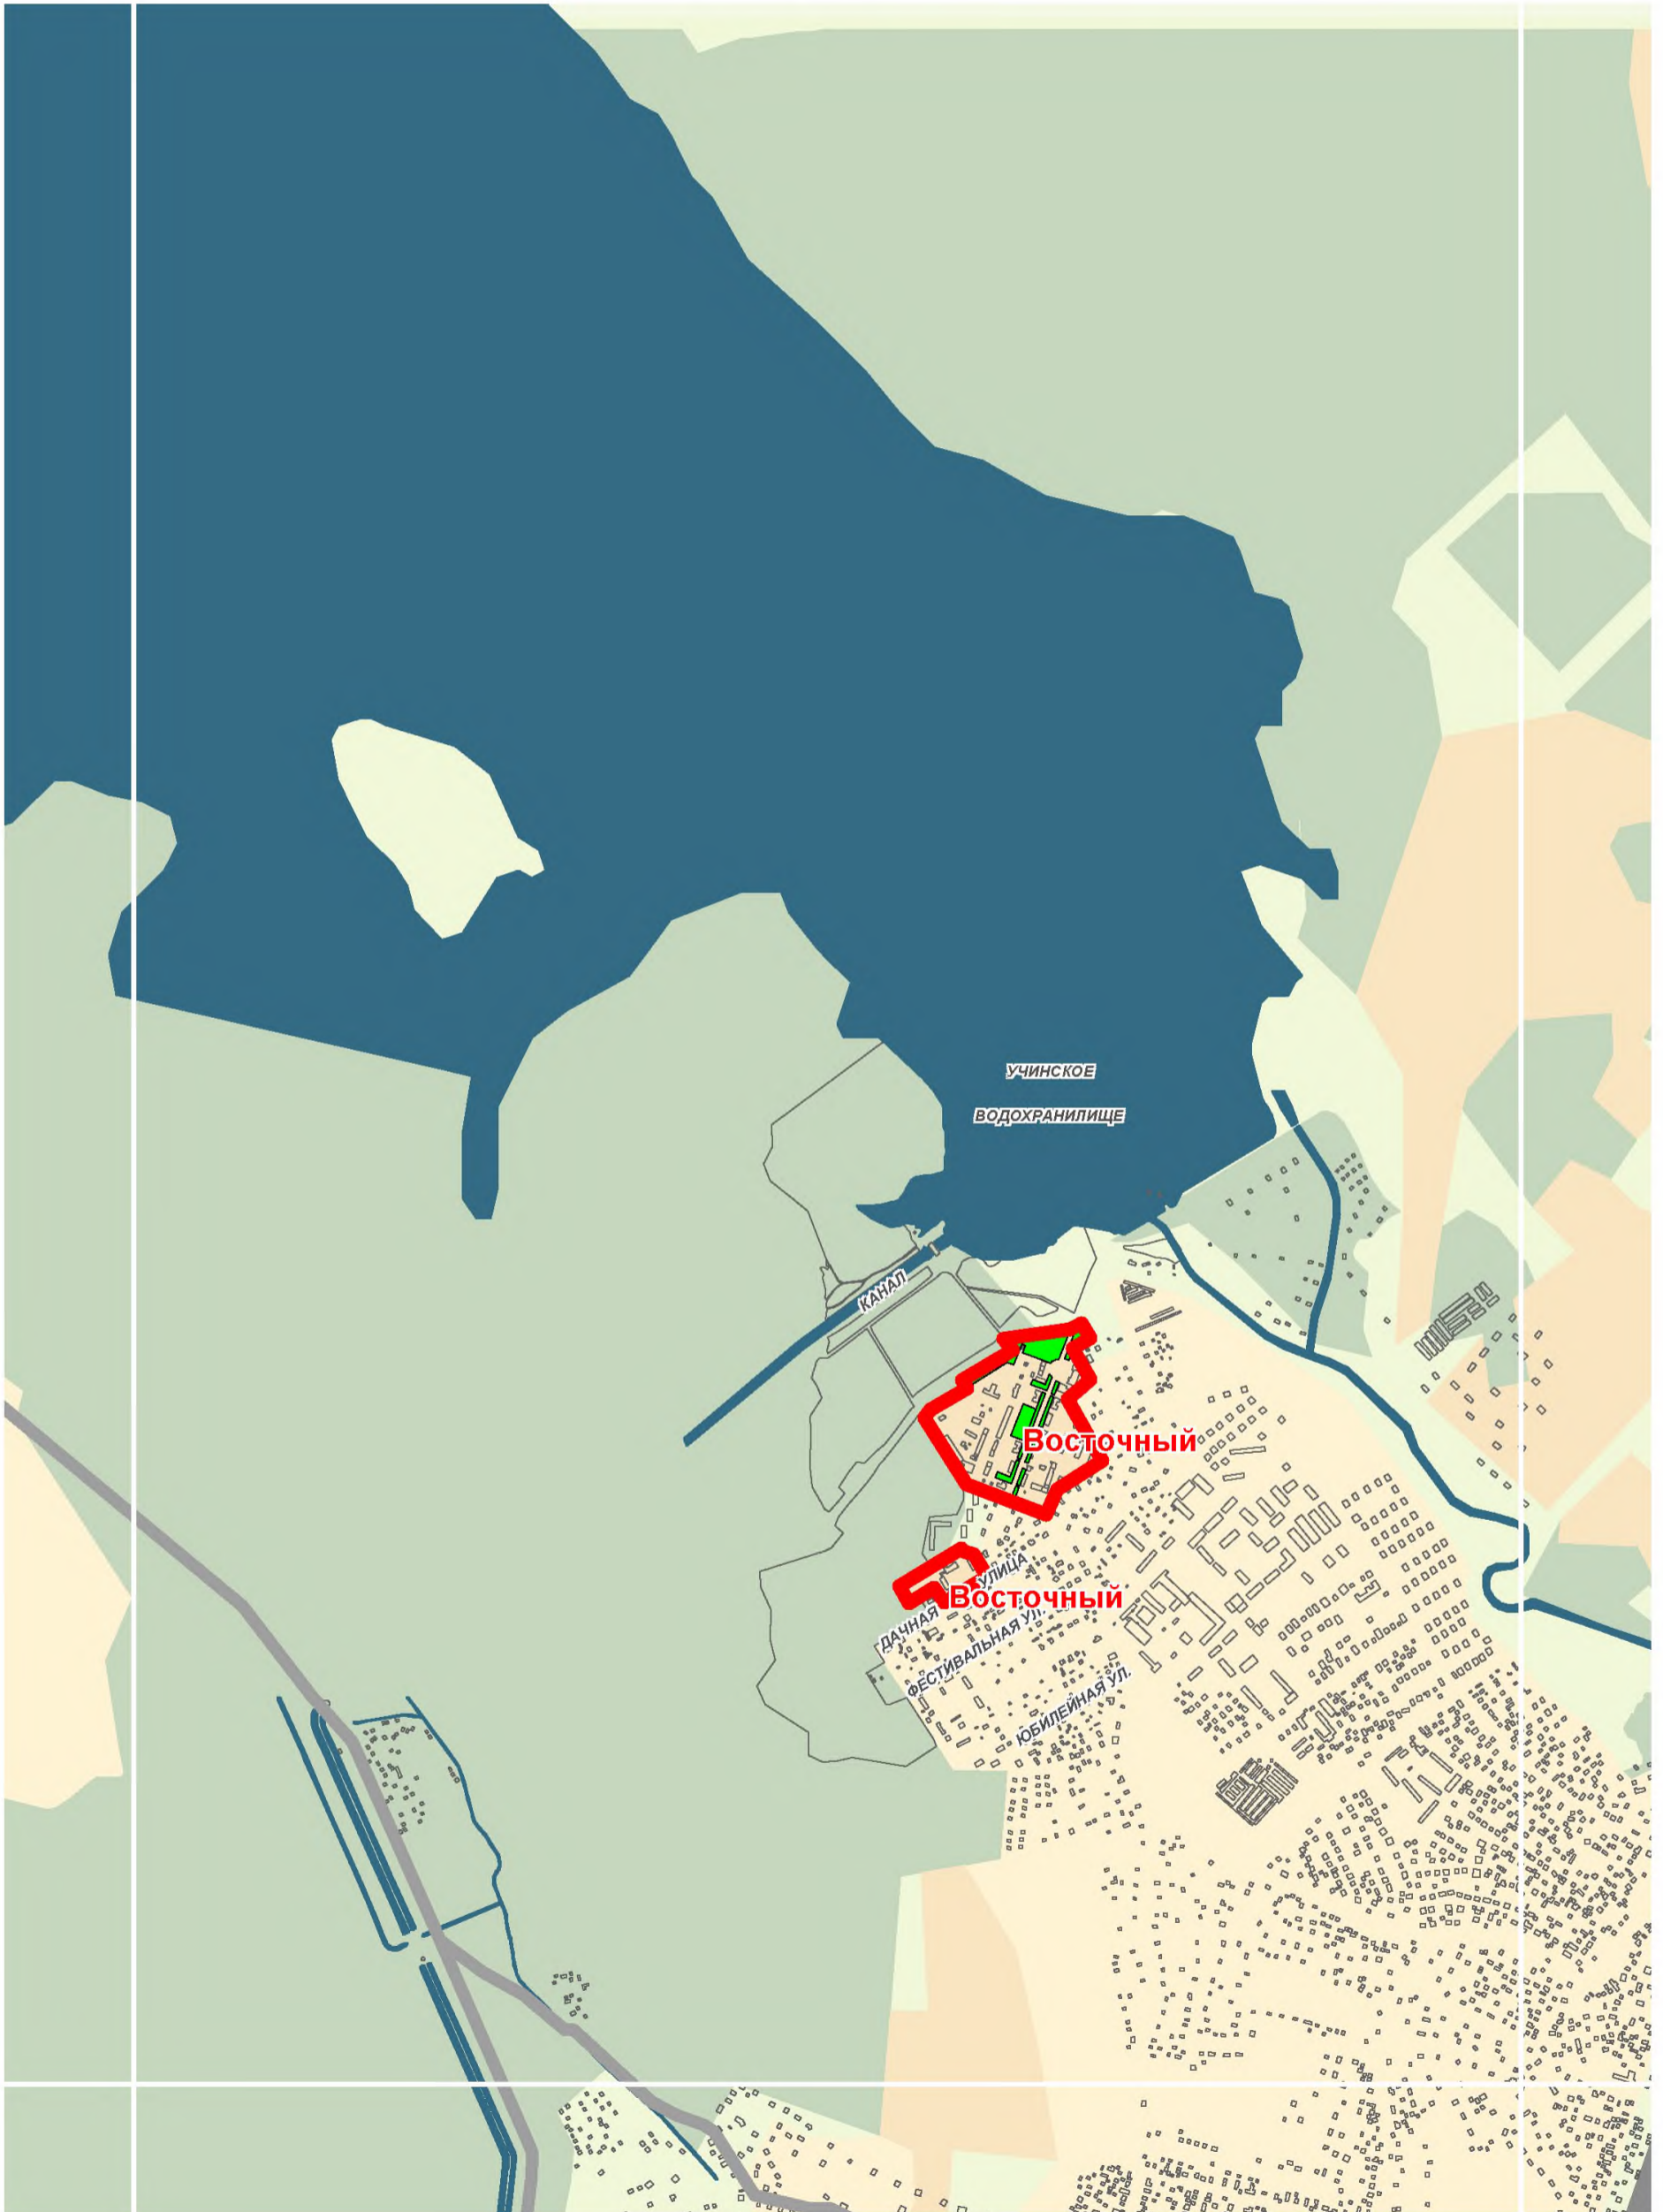 УЧИНСКОЕ
ВОДОХРАНИЛИЩЕ
КАНАЛ
Восточный
УЛИЦА
Восточный
ДАЧНАЯ
ФЕСТИВАЛЬНАЯ УЛ.
ЮБИЛЕЙНАЯ УЛ.